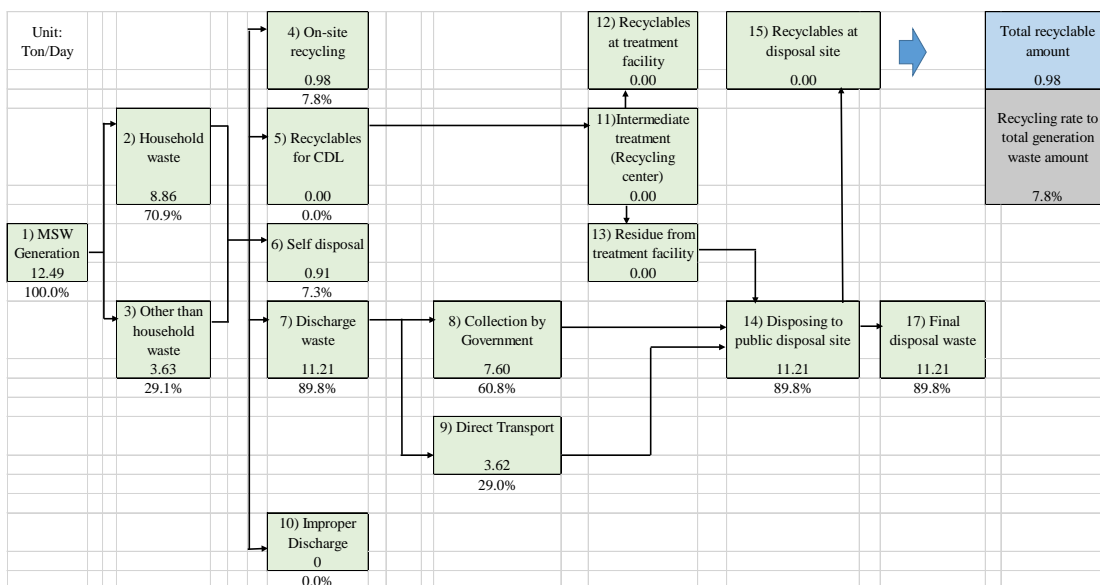 Unit:
Ton/Day
1) MSW
Generation
12.49
100.0%
2) Household
waste
8.86
70.9%
3) Other than
household
waste
3.63
29.1%
4) On-site
recycling
0.98
7.8%
5) Recyclables
for CDL
0.00
0.0%
6) Self disposal
0.91
7.3%
7) Discharge
waste
11.21
89.8%
8) Collection by
Government
7.60
60.8%
9) Direct Transport
3.62
29.0%
10) Improper
Discharge
0
0.0%
11)Intermediate
treatment
(Recycling
center)
0.00
12) Recyclables
at treatment
facility
0.00
13) Residue from
treatment facility
0.00
14) Disposing to
public disposal site
11.21
89.8%
15) Recyclables at
disposal site
0.00
17) Final
disposal waste
11.21
89.8%
Total recyclable
amount
0.98
Recycling rate to
total generation
waste amount
7.8%